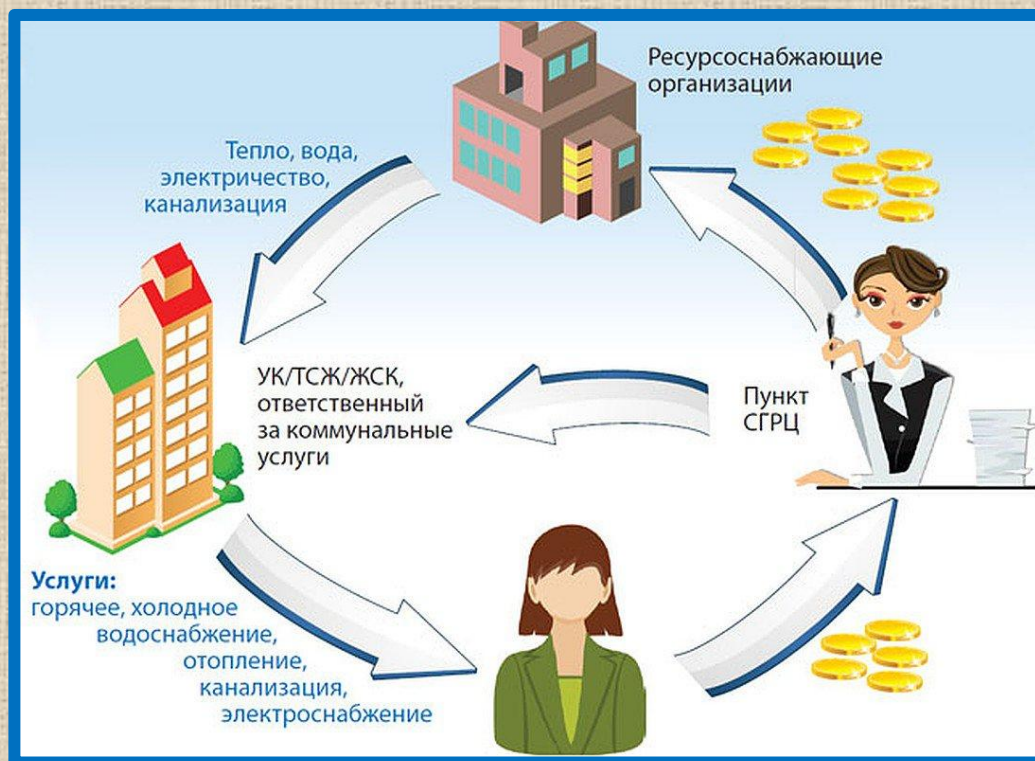 Ресурсоснабжающие
организации
Тепло, вода,
электричество,
канализация
УК/ТСЖ/ЖСК,
ответственный
за коммунальные
услуги
Пункт
СГРЦ
Услуги:
горячее, холодное
водоснабжение,
отопление,
канализация,
электроснабжение